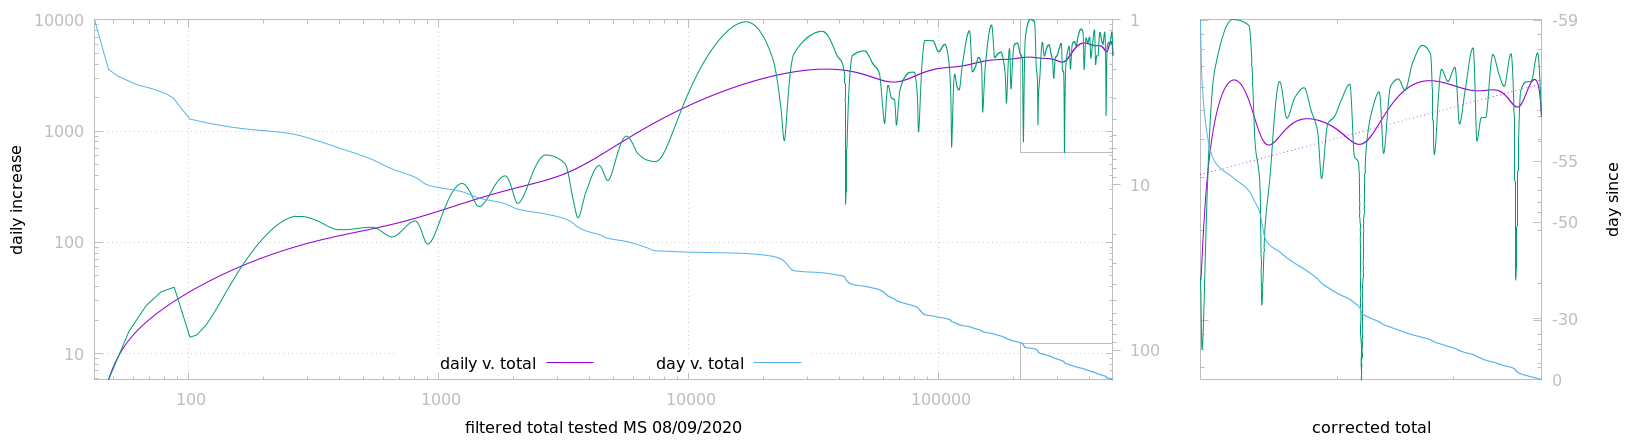 10000
1000
100
10
daily increase
100
1000
10000
100000
1
10
100
daily v. total
day v. total
filtered total tested MS 08/09/2020
-59
-55
-50
-30
0
day since
corrected total